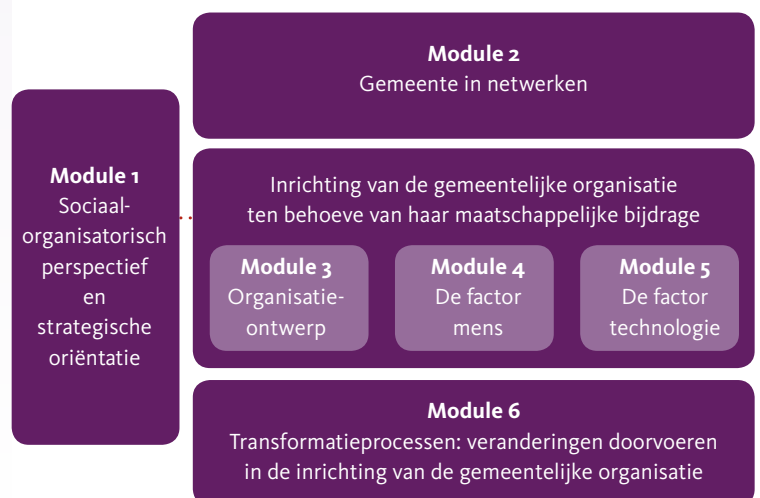 Module 1
Sociaal-
organisatorisch
perspectief
en
strategische
oriëntatie
Module 2
Gemeente in netwerken
Inrichting van de gemeentelijke organisatie
ten behoeve van haar maatschappelijke bijdrage
Module 3
Organisatie-
ontwerp
Module 4
De factor
mens
Module 5
De factor
technologie
Module 6
Transformatieprocessen: veranderingen doorvoeren
in de inrichting van de gemeentelijke organisatie